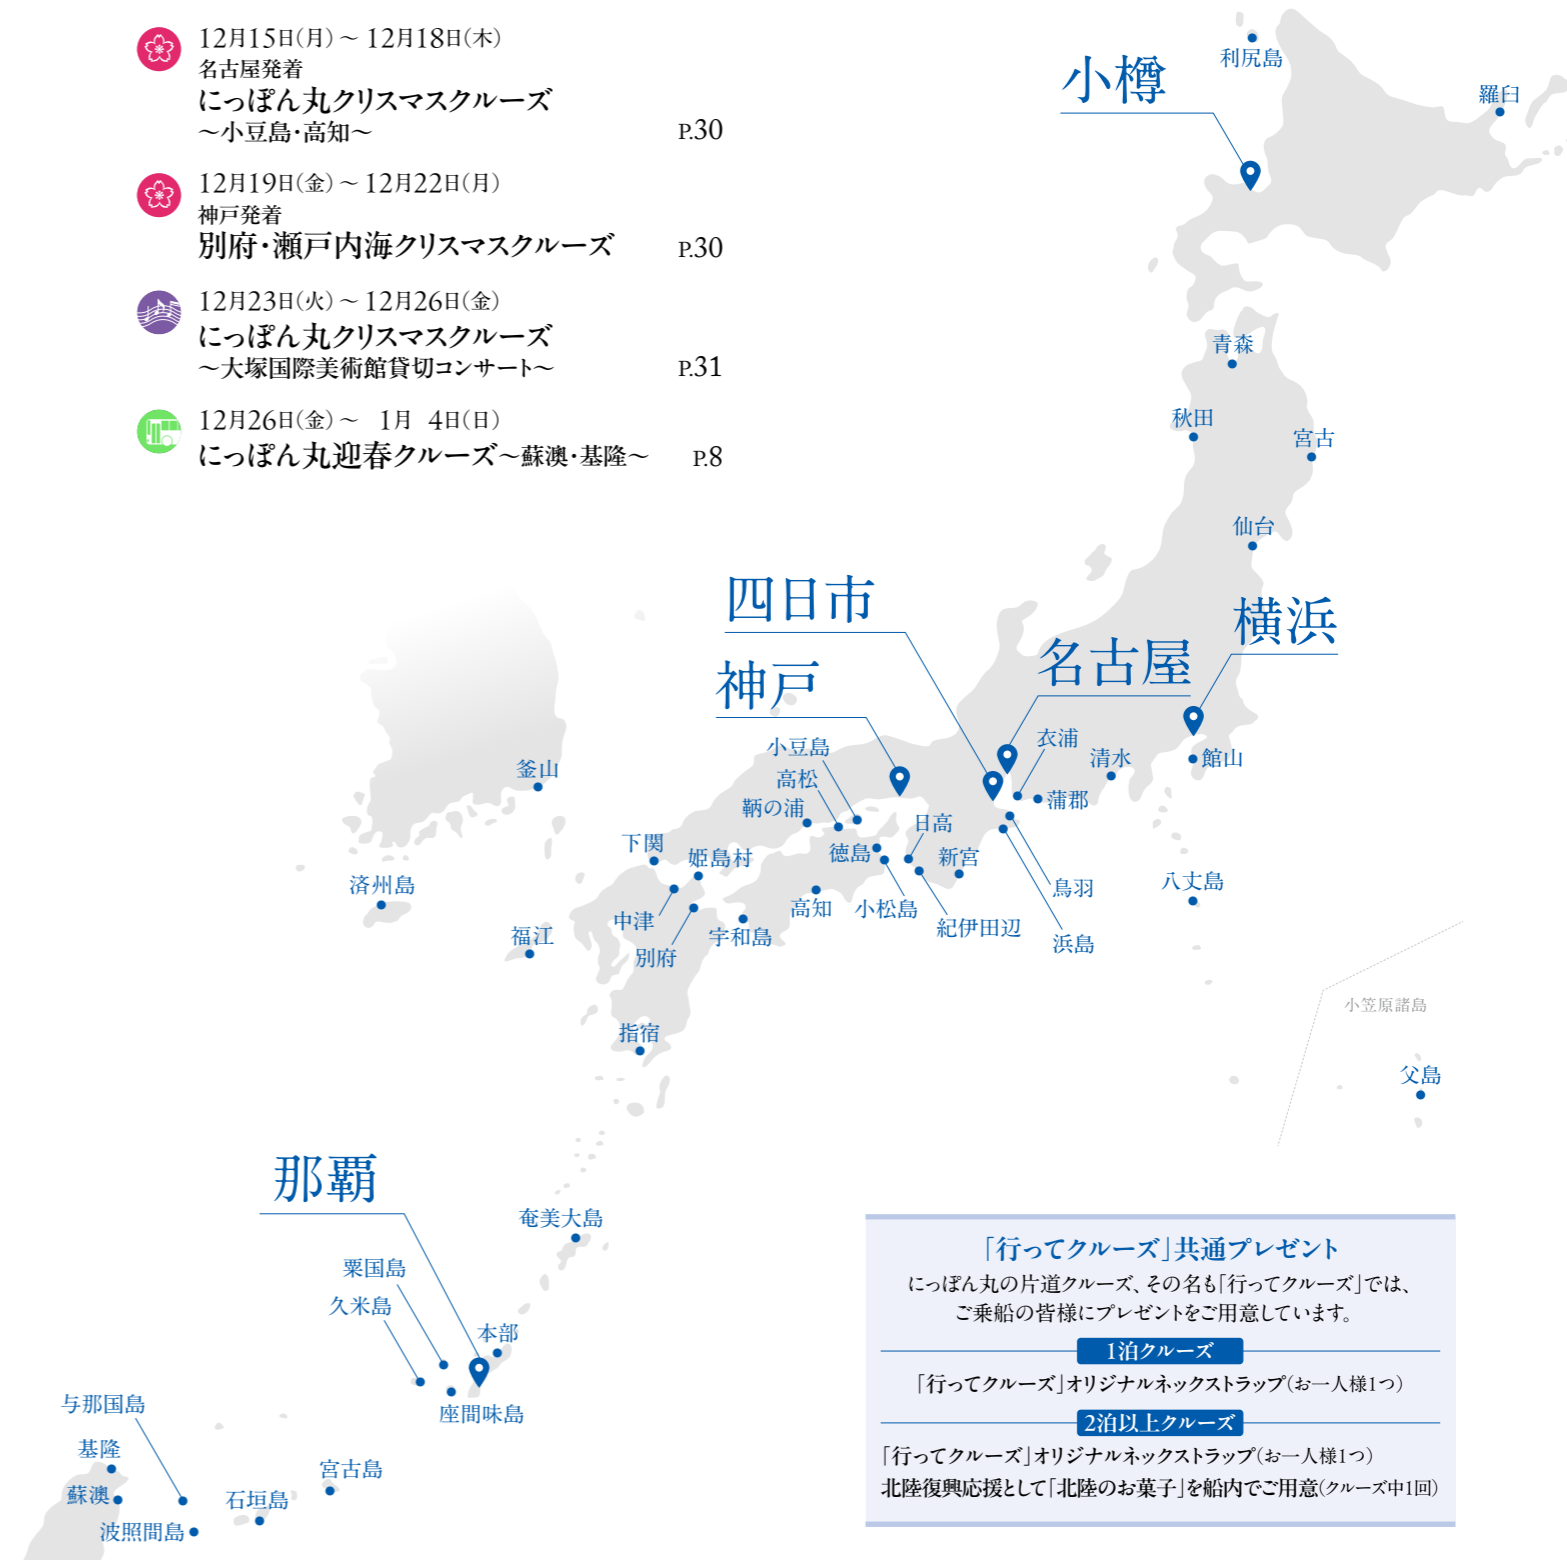 12月15日(月)～12月18日(木)
名古屋発着
にっぽん丸クリスマスクルーズ
～小豆島・高知～ P.30
12月19日(金)～12月22日(月)
神戸発着
別府・瀬戸内海クリスマスクルーズ P.30
12月23日(火)～12月26日(金)
にっぽん丸クリスマスクルーズ
～大塚国際美術館貸切コンサート～ P.31
12月26日(金)～ 1月 4日(日)
にっぽん丸迎春クルーズ～蘇澳・基隆～ P.8
利尻島
小樽
羅臼
青森
秋田
宮古
仙台
四日市
横浜
名古屋
神戸
衣浦
小豆島
清水
館山
釜山
高松
蒲郡
鞆の浦
日高
下関
徳島
姫島村
新宮
済州島
八丈島
鳥羽
高知
小松島
中津
紀伊田辺
福江
宇和島
浜島
別府
小笠原諸島
指宿
父島
那覇
奄美大島
粟国島
久米島
本部
与那国島
座間味島
基隆
宮古島
蘇澳
石垣島
波照間島
「行ってクルーズ」共通プレゼント
にっぽん丸の片道クルーズ、その名も「行ってクルーズ」では、
ご乗船の皆様にプレゼントをご用意しています。
1泊クルーズ
「行ってクルーズ」オリジナルネックストラップ(お一人様1つ)
2泊以上クルーズ
「行ってクルーズ」オリジナルネックストラップ(お一人様1つ)
北陸復興応援として「北陸のお菓子」を船内でご用意(クルーズ中1回)